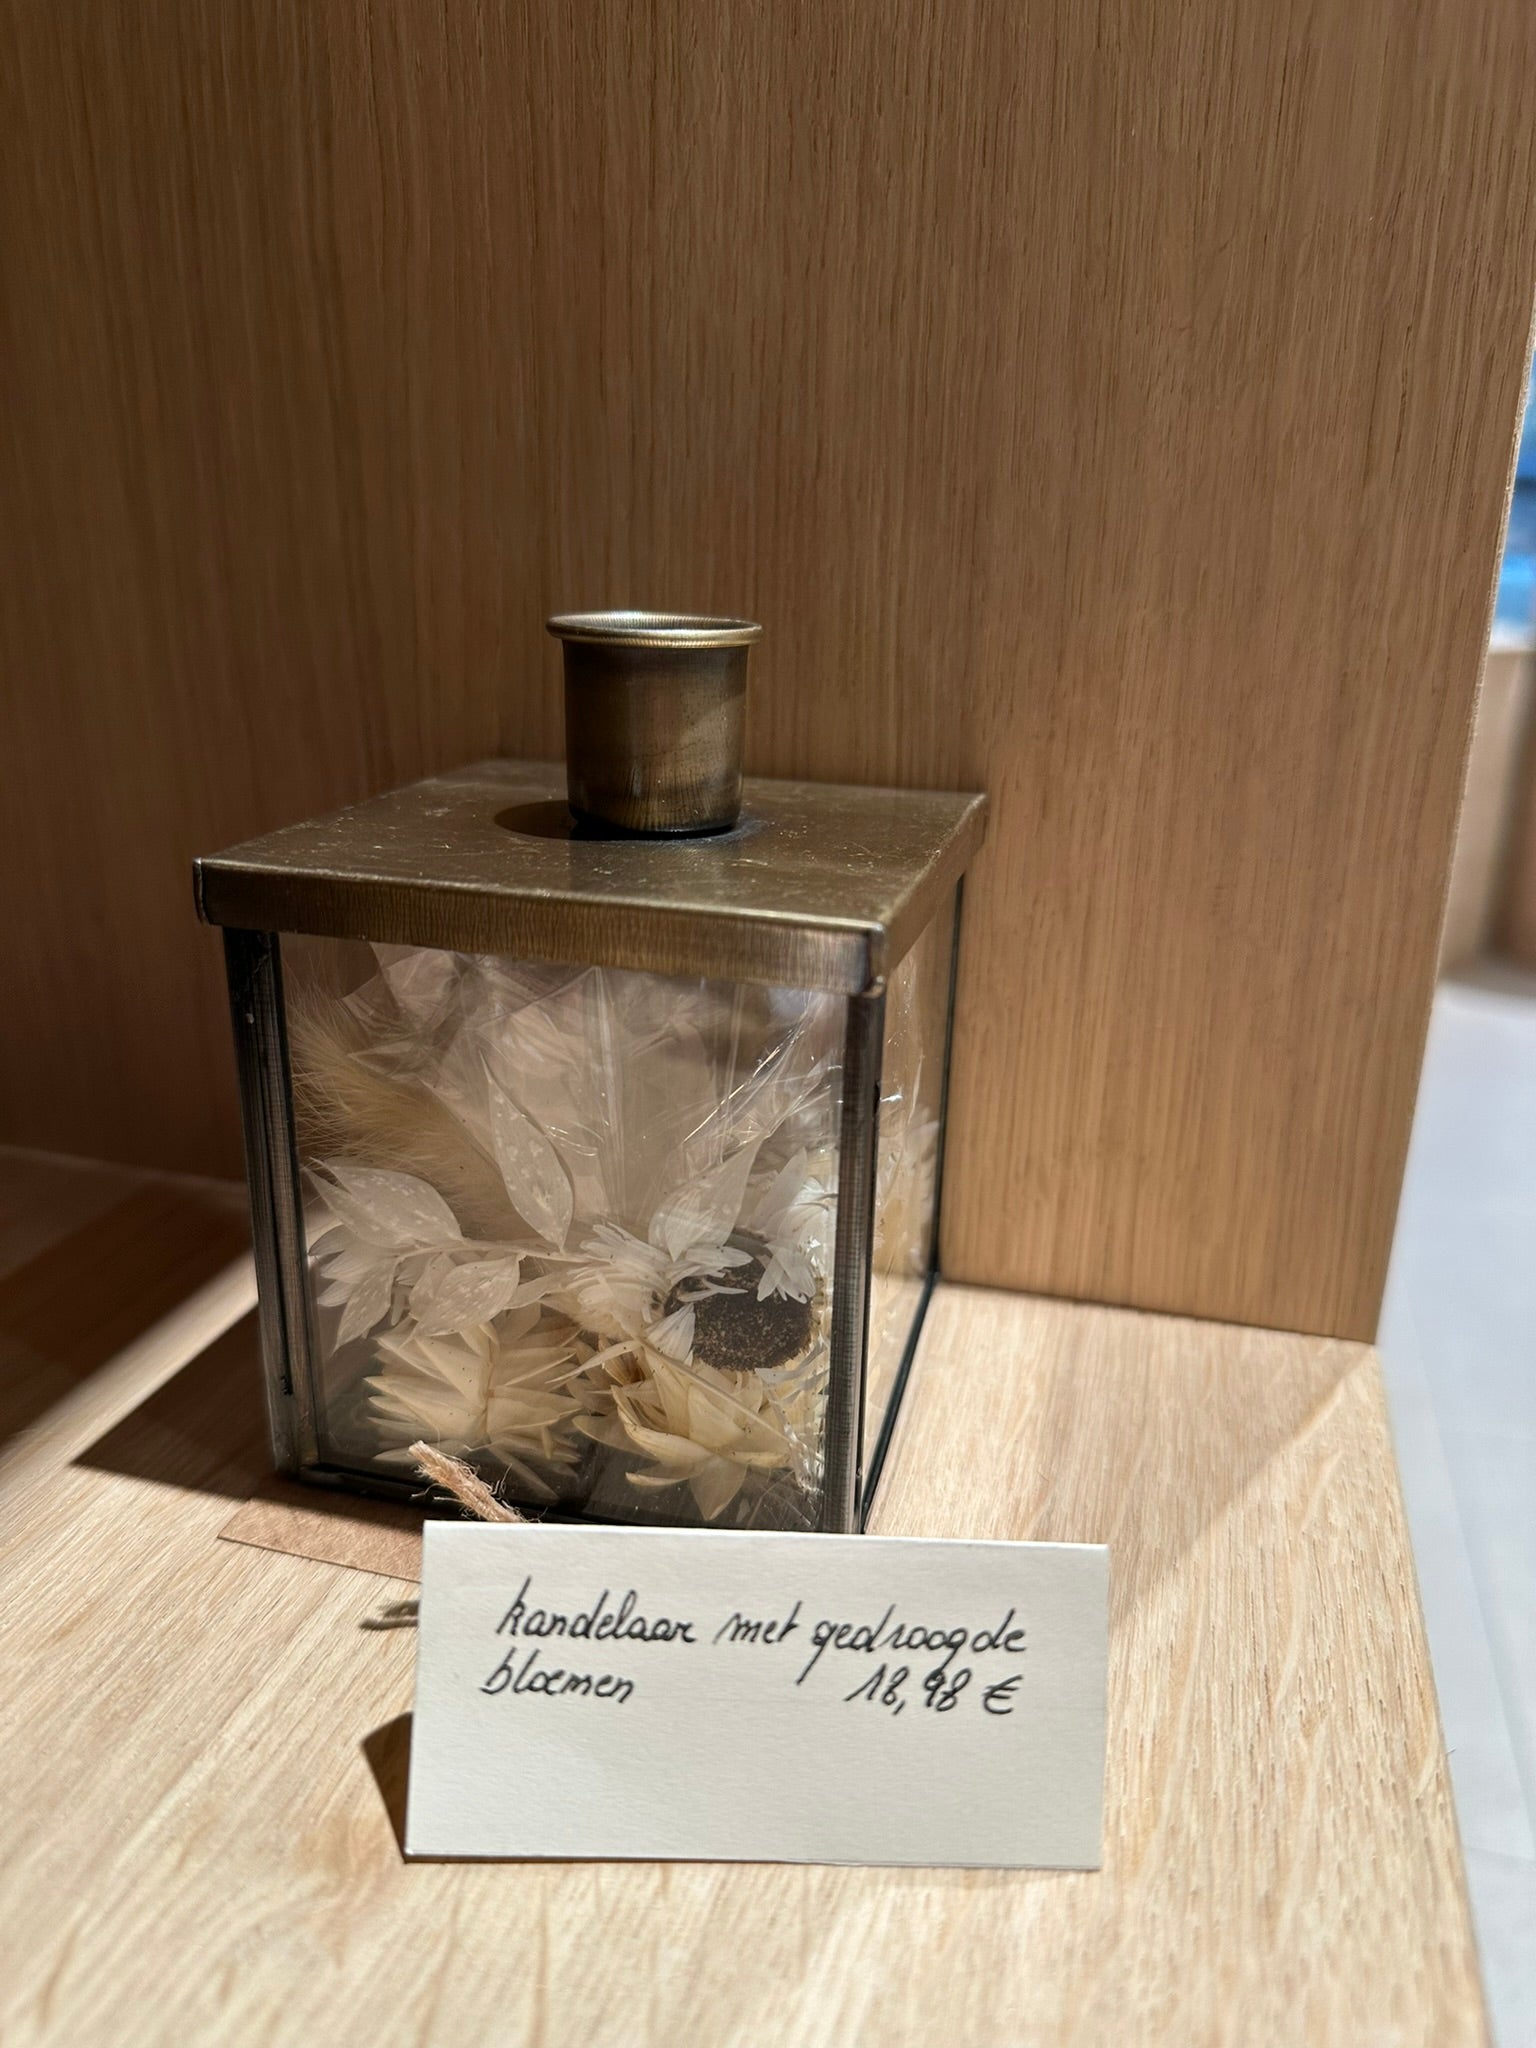 kandelaar met gedroogde
bloemen 18,98 €